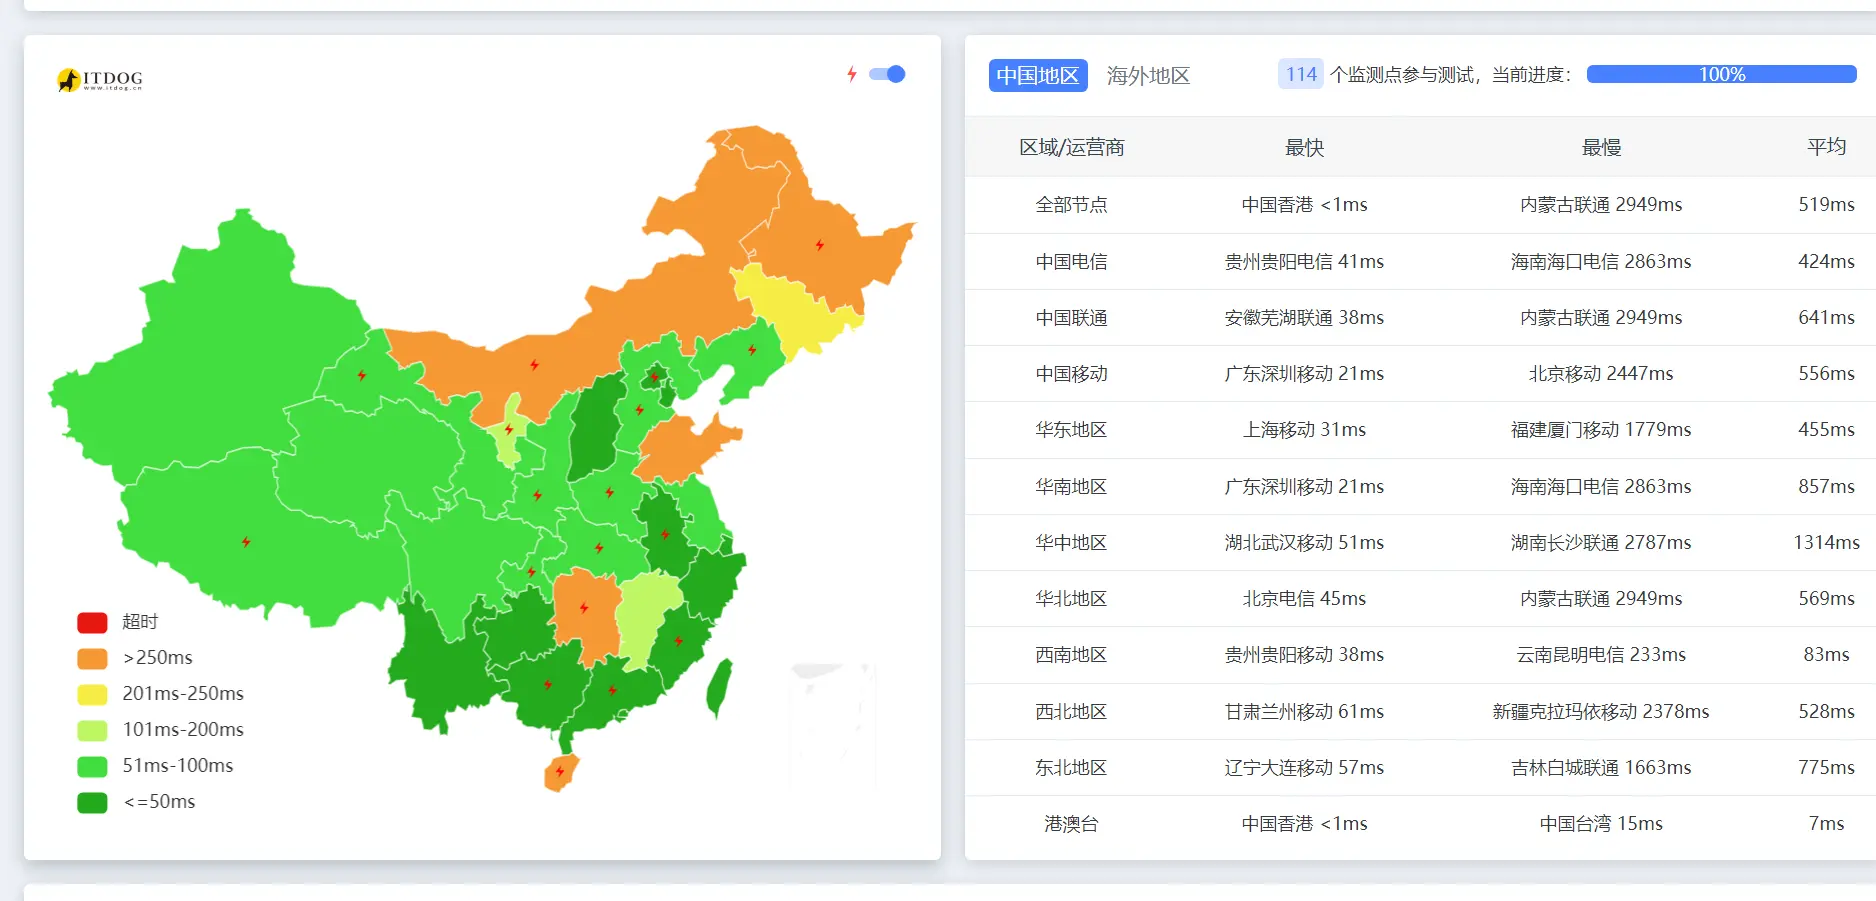 ITDOG
www.itdog.cn
超时
>250ms
201ms-250ms
101ms-200ms
51ms-100ms
<=50ms
中国地区 海外地区 114 个监测点参与测试，当前进度： 100%
区域/运营商 最快 最慢 平均
全部节点 中国香港 <1ms 内蒙古联通 2949ms 519ms
中国电信 贵州贵阳电信 41ms 海南海口电信 2863ms 424ms
中国联通 安徽芜湖联通 38ms 内蒙古联通 2949ms 641ms
中国移动 广东深圳移动 21ms 北京移动 2447ms 556ms
华东地区 上海移动 31ms 福建厦门移动 1779ms 455ms
华南地区 广东深圳移动 21ms 海南海口电信 2863ms 857ms
华中地区 湖北武汉移动 51ms 湖南长沙联通 2787ms 1314ms
华北地区 北京电信 45ms 内蒙古联通 2949ms 569ms
西南地区 贵州贵阳移动 38ms 云南昆明电信 233ms 83ms
西北地区 甘肃兰州移动 61ms 新疆克拉玛依移动 2378ms 528ms
东北地区 辽宁大连移动 57ms 吉林白城联通 1663ms 775ms
港澳台 中国香港 <1ms 中国台湾 15ms 7ms